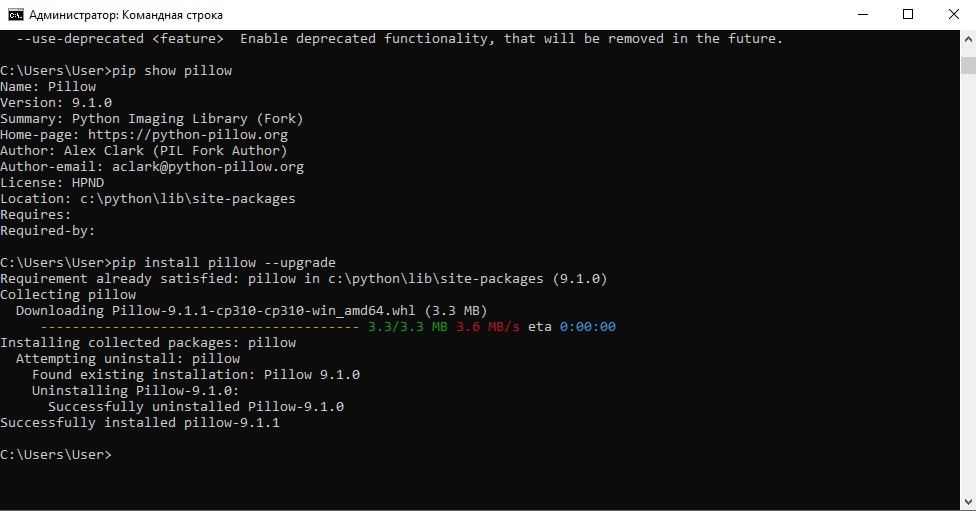 Администратор: Командная строка
--use-deprecated <feature>  Enable deprecated functionality, that will be removed in the future.
C:\Users\User>pip show pillow
Name: Pillow
Version: 9.1.0
Summary: Python Imaging Library (Fork)
Home-page: https://python-pillow.org
Author: Alex Clark (PIL Fork Author)
Author-email: aclark@python-pillow.org
License: HPND
Location: c:\python\lib\site-packages
Requires:
Required-by:
C:\Users\User>pip install pillow --upgrade
Requirement already satisfied: pillow in c:\python\lib\site-packages (9.1.0)
Collecting pillow
Downloading Pillow-9.1.1-cp310-cp310-win_amd64.whl (3.3 MB)
---------------------------------------- 3.3/3.3 MB 3.6 MB/s eta 0:00:00
Installing collected packages: pillow
Attempting uninstall: pillow
Found existing installation: Pillow 9.1.0
Uninstalling Pillow-9.1.0:
Successfully uninstalled Pillow-9.1.0
Successfully installed pillow-9.1.1
C:\Users\User>